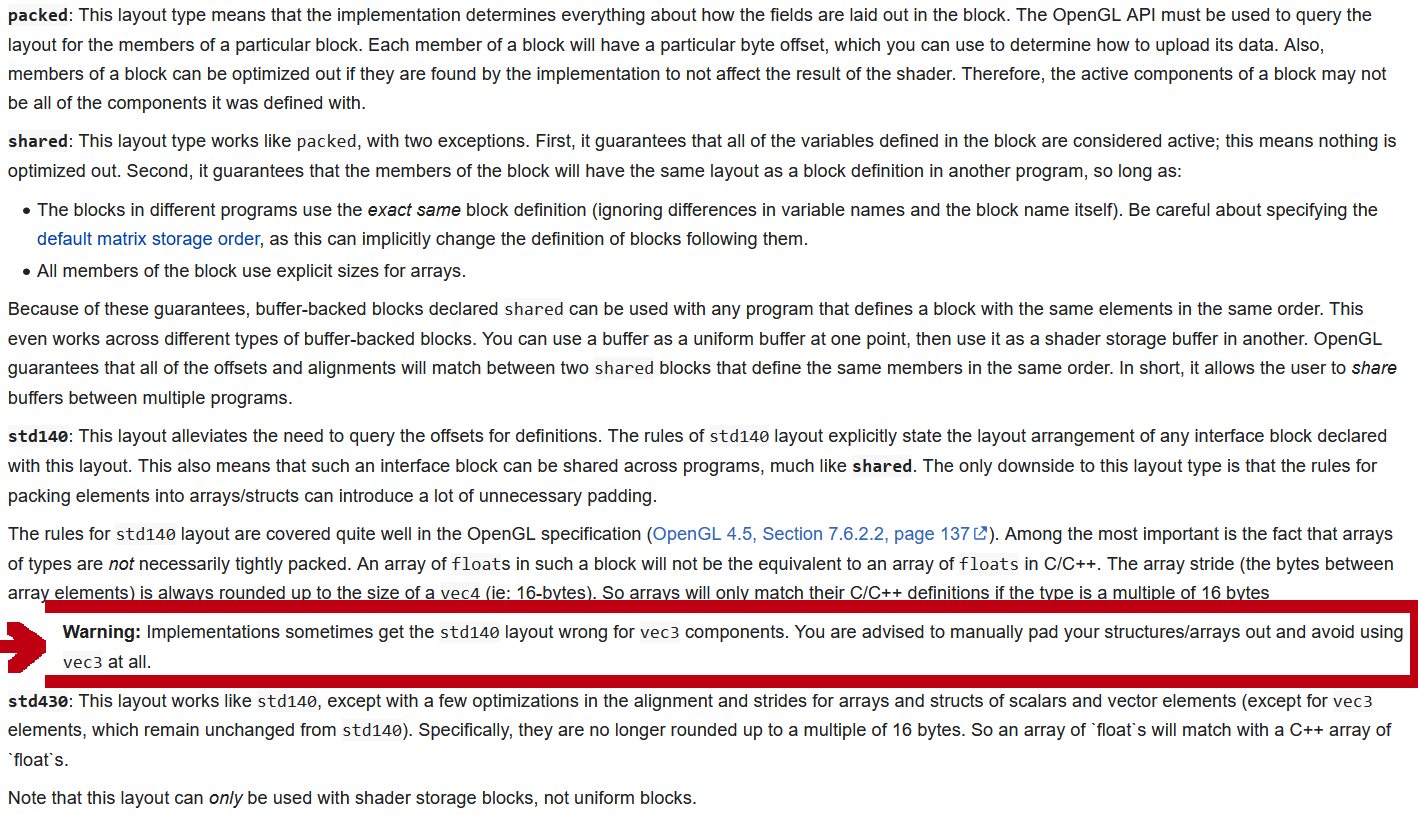 packed: This layout type means that the implementation determines everything about how the fields are laid out in the block. The OpenGL API must be used to query the
layout for the members of a particular block. Each member of a block will have a particular byte offset, which you can use to determine how to upload its data. Also,
members of a block can be optimized out if they are found by the implementation to not affect the result of the shader. Therefore, the active components of a block may not
be all of the components it was defined with.
shared: This layout type works like packed, with two exceptions. First, it guarantees that all of the variables defined in the block are considered active; this means nothing is
optimized out. Second, it guarantees that the members of the block will have the same layout as a block definition in another program, so long as:
• The blocks in different programs use the exact same block definition (ignoring differences in variable names and the block name itself). Be careful about specifying the
default matrix storage order, as this can implicitly change the definition of blocks following them.
• All members of the block use explicit sizes for arrays.
Because of these guarantees, buffer-backed blocks declared shared can be used with any program that defines a block with the same elements in the same order. This
even works across different types of buffer-backed blocks. You can use a buffer as a uniform buffer at one point, then use it as a shader storage buffer in another. OpenGL
guarantees that all of the offsets and alignments will match between two shared blocks that define the same members in the same order. In short, it allows the user to share
buffers between multiple programs.
std140: This layout alleviates the need to query the offsets for definitions. The rules of std140 layout explicitly state the layout arrangement of any interface block declared
with this layout. This also means that such an interface block can be shared across programs, much like shared. The only downside to this layout type is that the rules for
packing elements into arrays/structs can introduce a lot of unnecessary padding.
The rules for std140 layout are covered quite well in the OpenGL specification (OpenGL 4.5, Section 7.6.2.2, page 137). Among the most important is the fact that arrays
of types are not necessarily tightly packed. An array of floats in such a block will not be the equivalent to an array of floats in C/C++. The array stride (the bytes between
array elements) is always rounded up to the size of a vec4 (ie: 16-bytes). So arrays will only match their C/C++ definitions if the type is a multiple of 16 bytes
Warning: Implementations sometimes get the std140 layout wrong for vec3 components. You are advised to manually pad your structures/arrays out and avoid using
vec3 at all.
std430: This layout works like std140, except with a few optimizations in the alignment and strides for arrays and structs of scalars and vector elements (except for vec3
elements, which remain unchanged from std140). Specifically, they are no longer rounded up to a multiple of 16 bytes. So an array of `float`s will match with a C++ array of
`float`s.
Note that this layout can only be used with shader storage blocks, not uniform blocks.